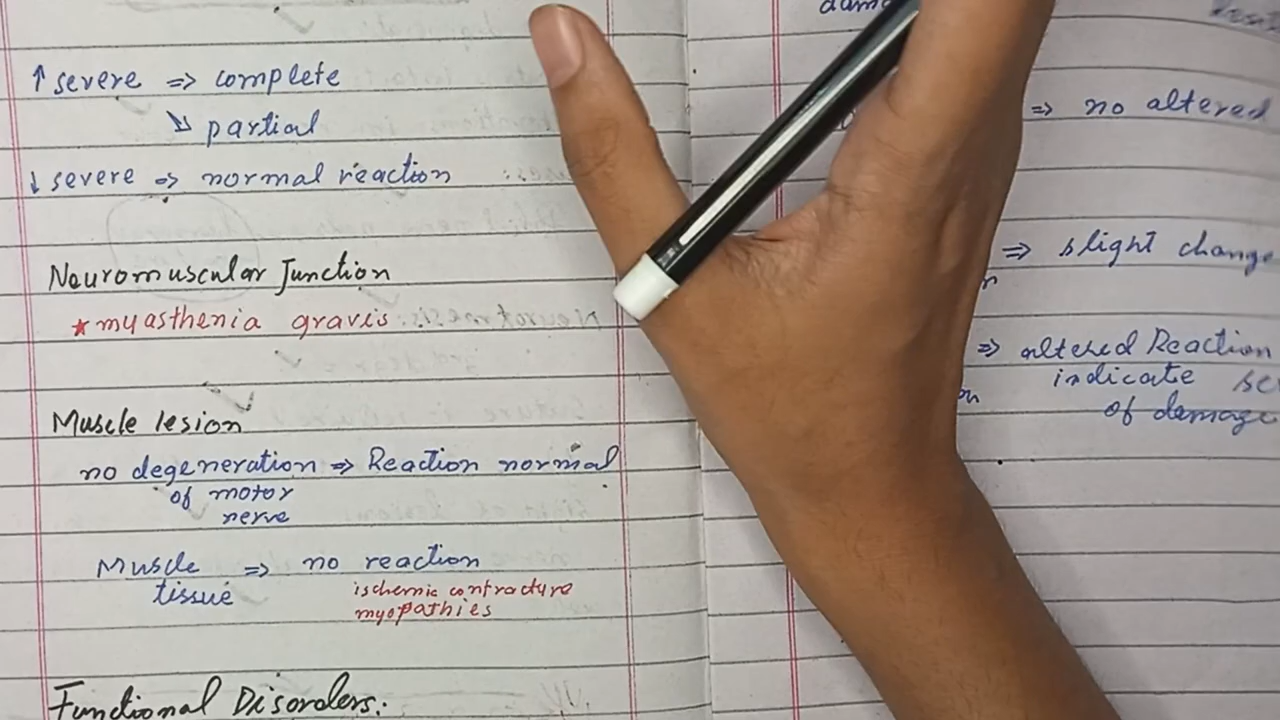 ↑ severe => complete
↘ partial
↓ severe => normal reaction
Neuromuscular Junction
* myasthenia gravis
Muscle lesion
no degeneration => Reaction normal
of motor
nerve
Muscle => no reaction
tissue
ischemic contracture
myopathies
Functional Disorders:
=> no altered
=> slight change
=> altered Reaction
indicate
of damage